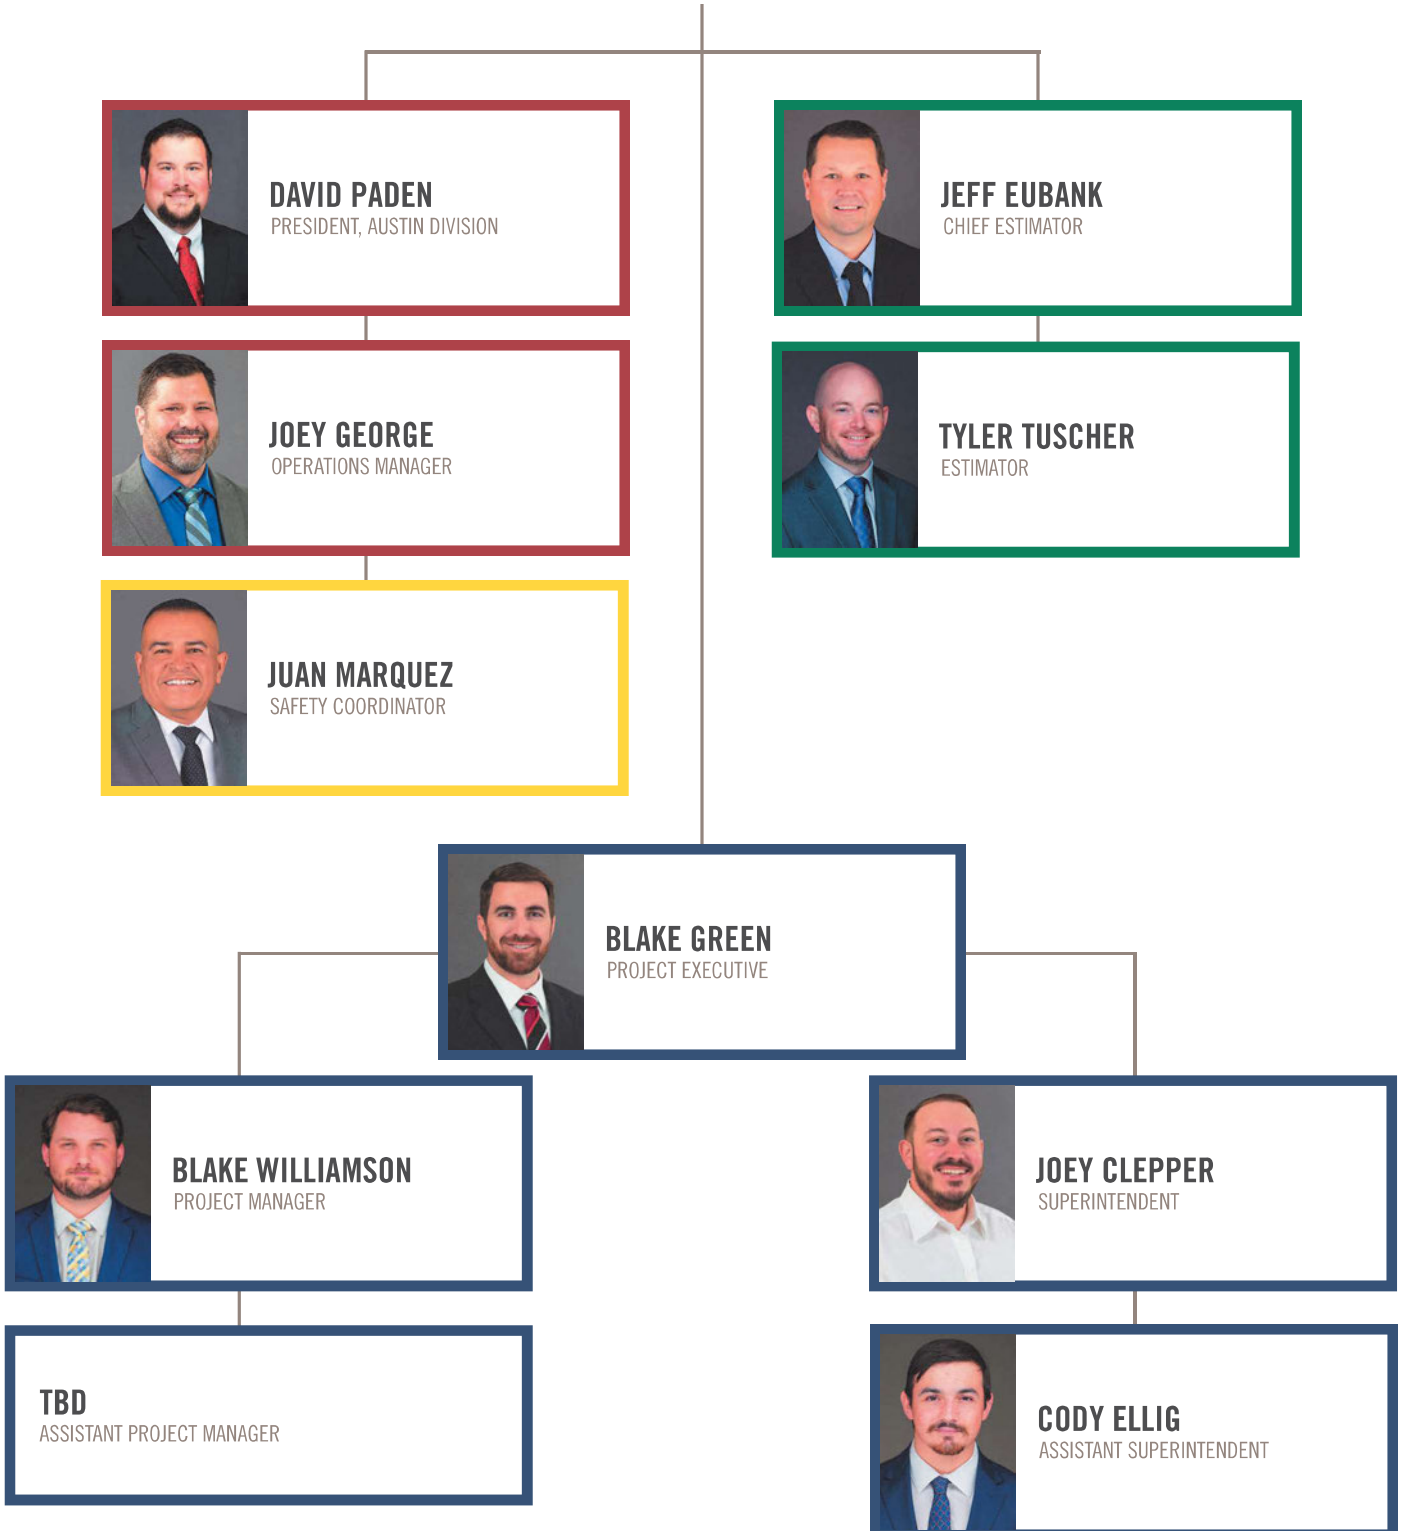 DAVID PADEN
PRESIDENT, AUSTIN DIVISION
JEFF EUBANK
CHIEF ESTIMATOR
JOEY GEORGE
OPERATIONS MANAGER
TYLER TUSCHER
ESTIMATOR
JUAN MARQUEZ
SAFETY COORDINATOR
BLAKE GREEN
PROJECT EXECUTIVE
BLAKE WILLIAMSON
PROJECT MANAGER
JOEY CLEPPER
SUPERINTENDENT
TBD
ASSISTANT PROJECT MANAGER
CODY ELLIG
ASSISTANT SUPERINTENDENT